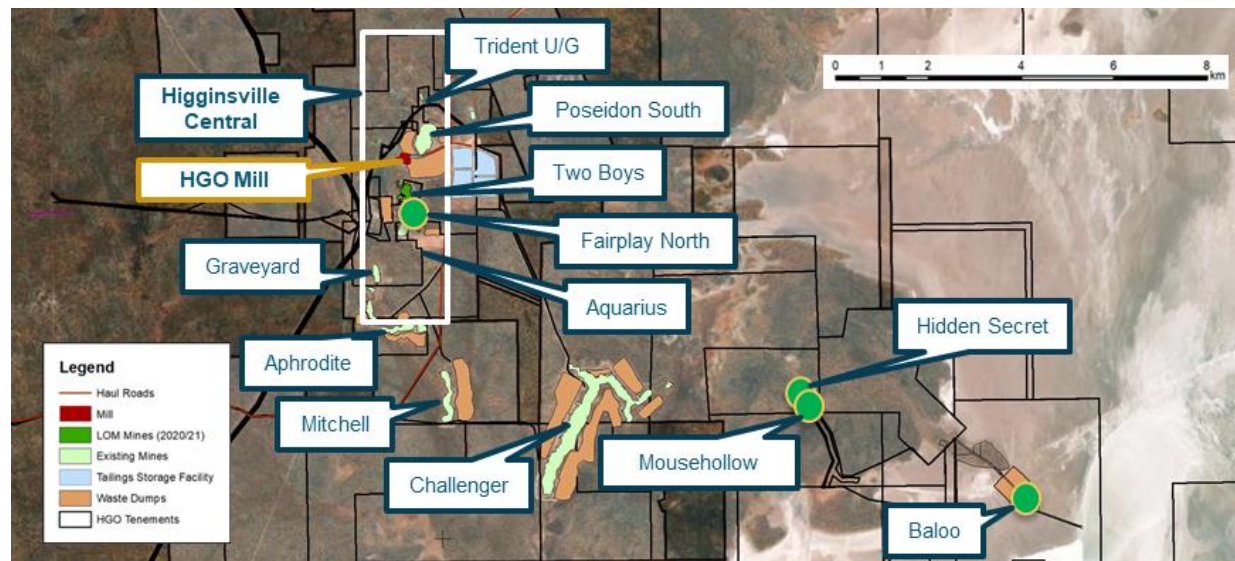 Trident U/G
0 1 2 4 6 8
km
Higginsville
Central
Poseidon South
HGO Mill
Two Boys
Fairplay North
Graveyard
Aquarius
Hidden Secret
Aphrodite
Mitchell
Challenger
Mousehollow
Baloo
Legend
Haul Roads
Mill
LOM Mines (2020/21)
Existing Mines
Tailings Storage Facility
Waste Dumps
HGO Tenements